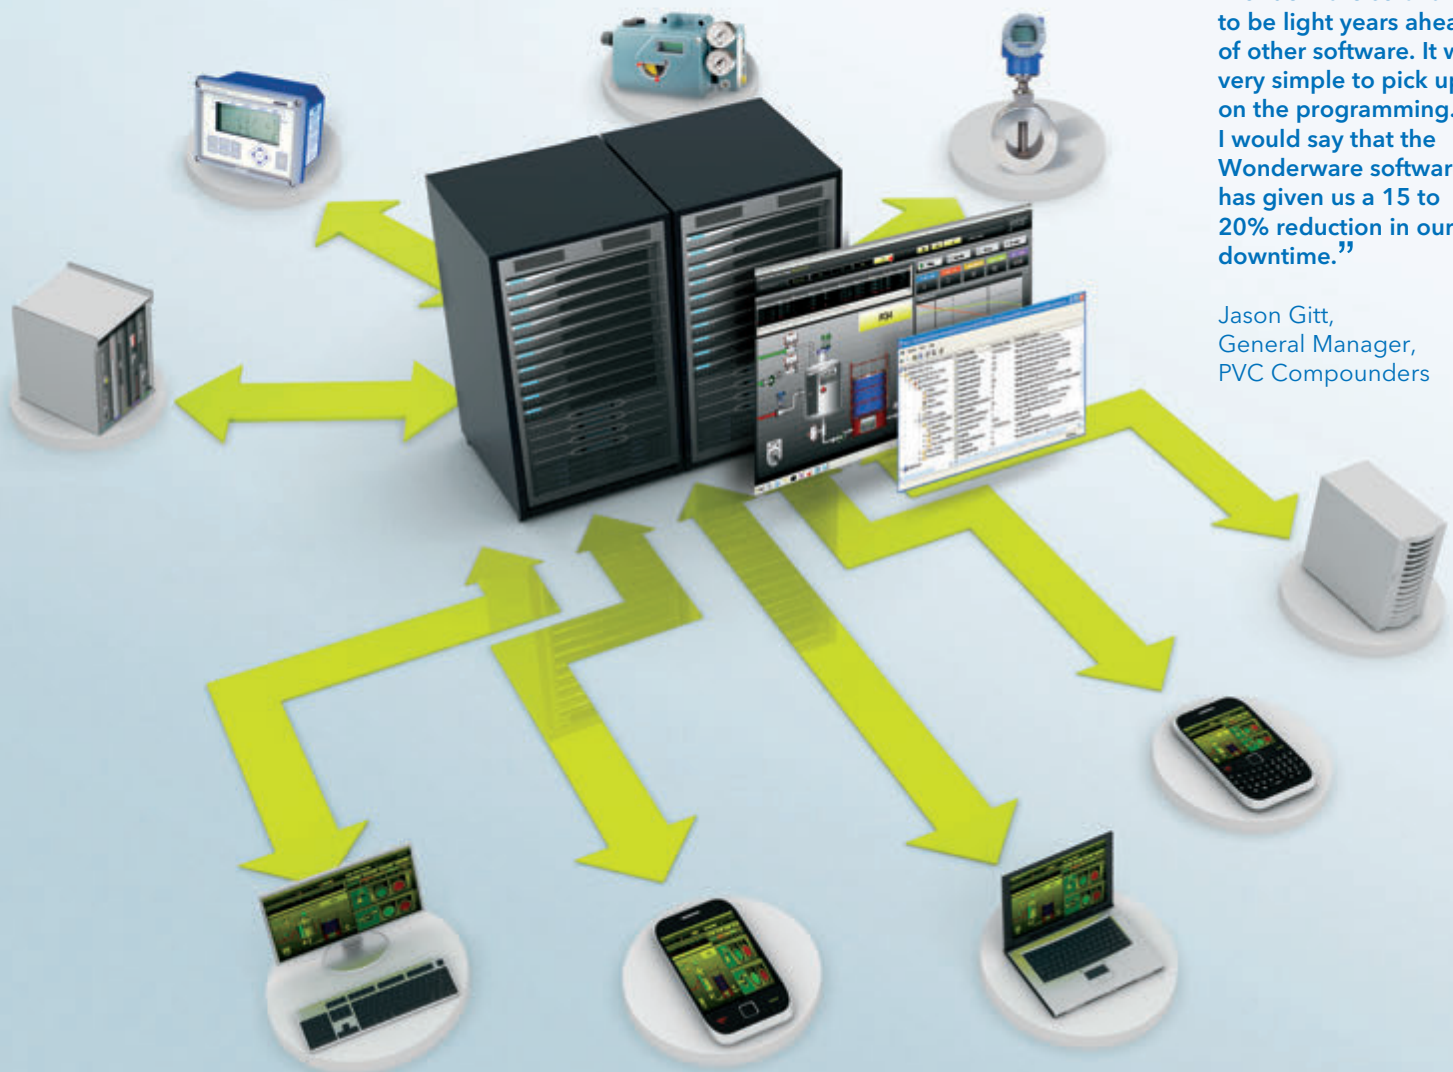 to be light years ahea
of other software. It w
very simple to pick up
on the programming.
I would say that the
Wonderware softwar
has given us a 15 to
20% reduction in our
downtime.”
Jason Gitt,
General Manager,
PVC Compounders